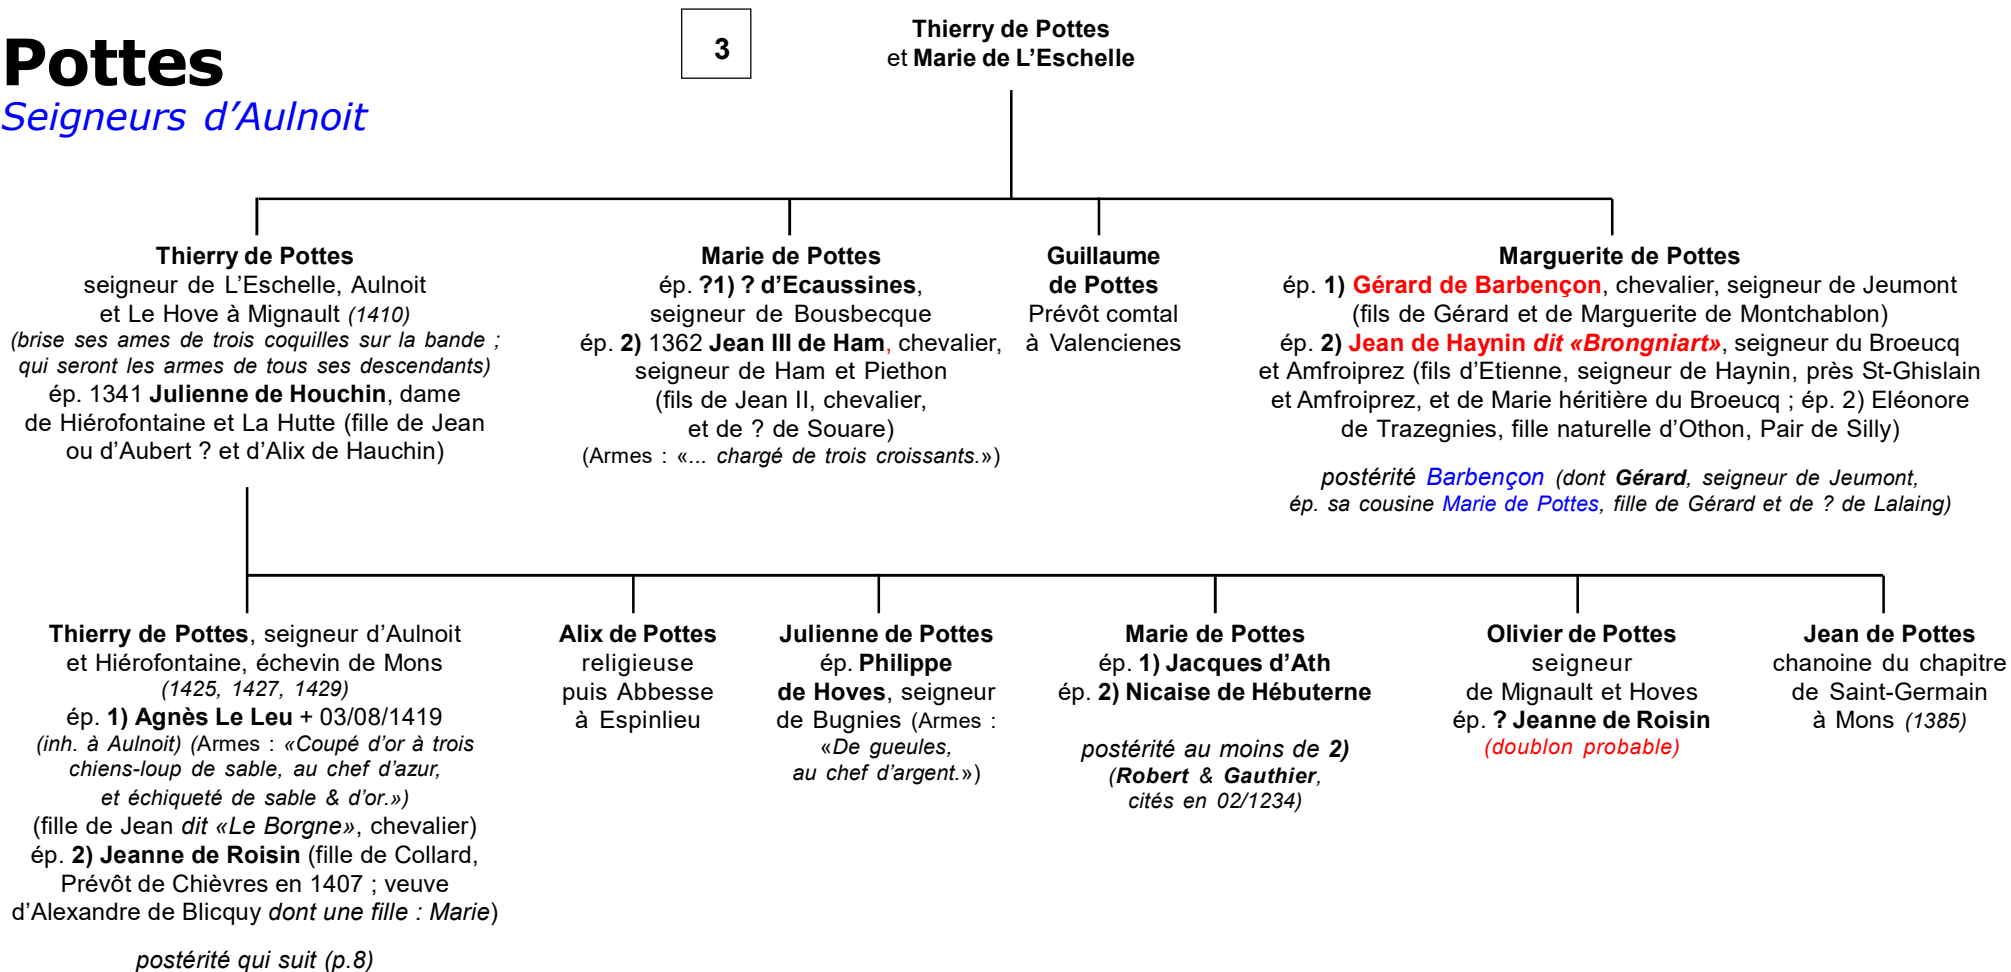 Pottes
Seigneurs d’Aulnoit
3
Thierry de Pottes
et Marie de L’Eschelle
Thierry de Pottes
seigneur de L’Eschelle, Aulnoit
et Le Hove à Mignault (1410)
(brise ses ames de trois coquilles sur la bande ;
qui seront les armes de tous ses descendants)
ép. 1341 Julienne de Houchin, dame
de Hiérofontaine et La Hutte (fille de Jean
ou d’Aubert ? et d’Alix de Hauchin)
Marie de Pottes
ép. ?1) ? d’Ecaussines,
seigneur de Bousbecque
ép. 2) 1362 Jean III de Ham, chevalier,
seigneur de Ham et Piethon
(fils de Jean II, chevalier,
et de ? de Souare)
(Armes : «... chargé de trois croissants.»)
Guillaume
de Pottes
Prévôt comtal
à Valencienes
Marguerite de Pottes
ép. 1) Gérard de Barbençon, chevalier, seigneur de Jeumont
(fils de Gérard et de Marguerite de Montchablon)
ép. 2) Jean de Haynin dit «Brongniart», seigneur du Broeucq
et Amfroiprez (fils d’Etienne, seigneur de Haynin, près St-Ghislain
et Amfroiprez, et de Marie héritière du Broeucq ; ép. 2) Eléonore
de Trazegnies, fille naturelle d’Othon, Pair de Silly)
postérité Barbençon (dont Gérard, seigneur de Jeumont,
ép. sa cousine Marie de Pottes, fille de Gérard et de ? de Lalaing)
Thierry de Pottes, seigneur d’Aulnoit
et Hiérofontaine, échevin de Mons
(1425, 1427, 1429)
ép. 1) Agnès Le Leu + 03/08/1419
(inh. à Aulnoit) (Armes : «Coupé d’or à trois
chiens-loup de sable, au chef d’azur,
et échiqueté de sable & d’or.»)
(fille de Jean dit «Le Borgne», chevalier)
ép. 2) Jeanne de Roisin (fille de Collard,
Prévôt de Chièvres en 1407 ; veuve
d’Alexandre de Blicquy dont une fille : Marie)
postérité qui suit (p.8)
Alix de Pottes
religieuse
puis Abbesse
à Espinlieu
Julienne de Pottes
ép. Philippe
de Hoves, seigneur
de Bugnies (Armes :
«De gueules,
au chef d’argent.»)
Marie de Pottes
ép. 1) Jacques d’Ath
ép. 2) Nicaise de Hébuterne
postérité au moins de 2)
(Robert & Gauthier,
cités en 02/1234)
Olivier de Pottes
seigneur
de Mignault et Hoves
ép. ? Jeanne de Roisin
(doublon probable)
Jean de Pottes
chanoine du chapitre
de Saint-Germain
à Mons (1385)